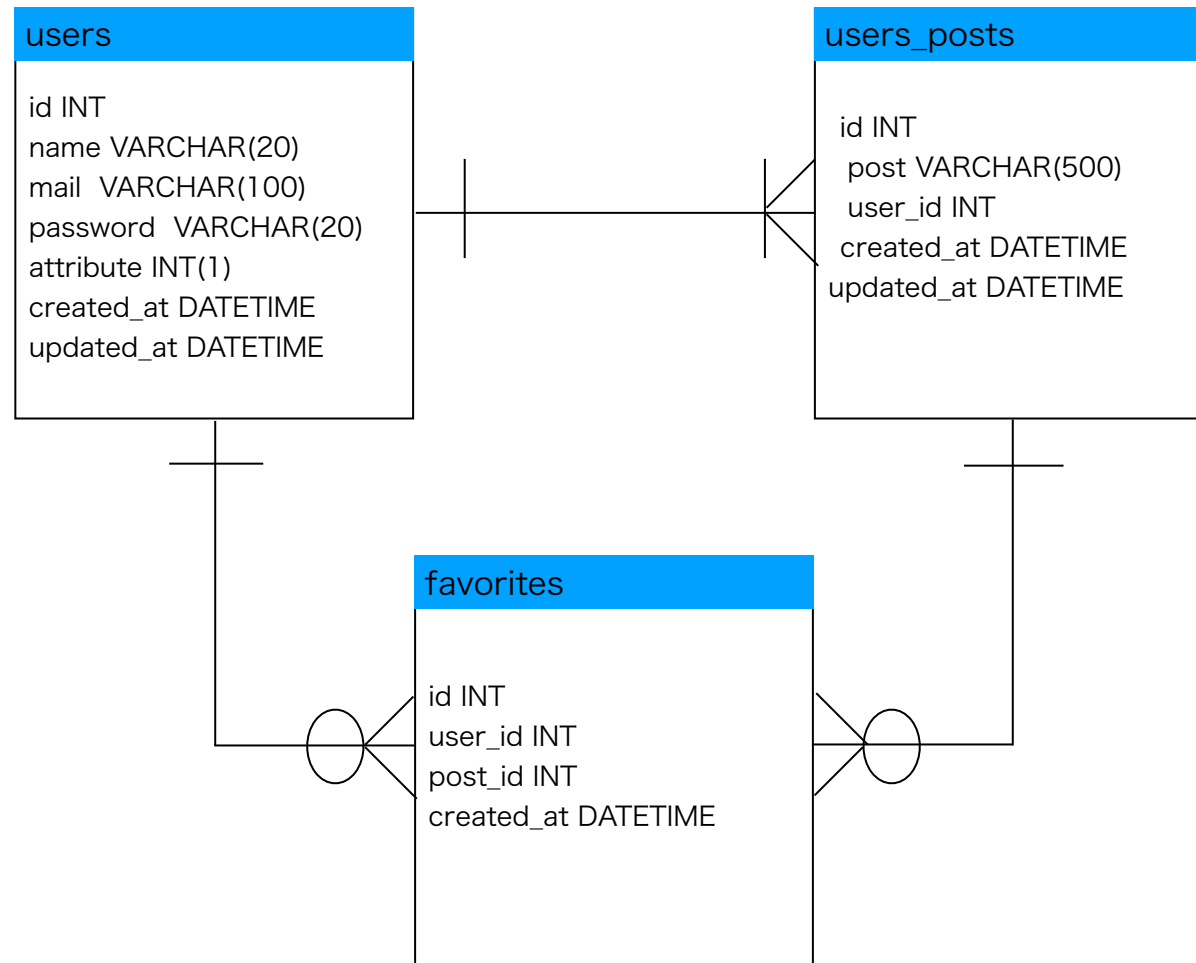 users
id INT
name VARCHAR(20)
mail  VARCHAR(100)
password  VARCHAR(20)
attribute INT(1)
created_at DATETIME
updated_at DATETIME
users_posts
id INT
post VARCHAR(500)
user_id INT
created_at DATETIME
updated_at DATETIME
favorites
id INT
user_id INT
post_id INT
created_at DATETIME